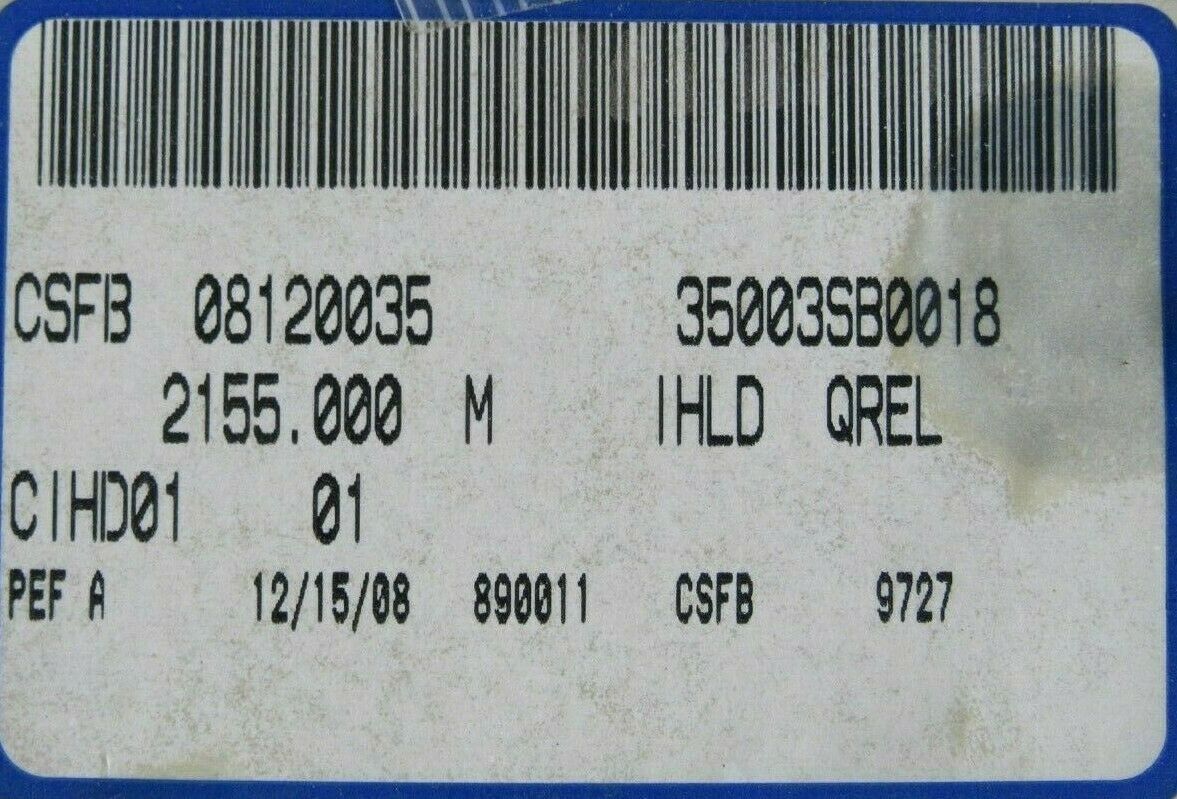 CSFB 08120035 35003SB0018
2155.000 M IHLD QREL
CIHD01 01
PEF A 12/15/08 890011 CSFB 9727